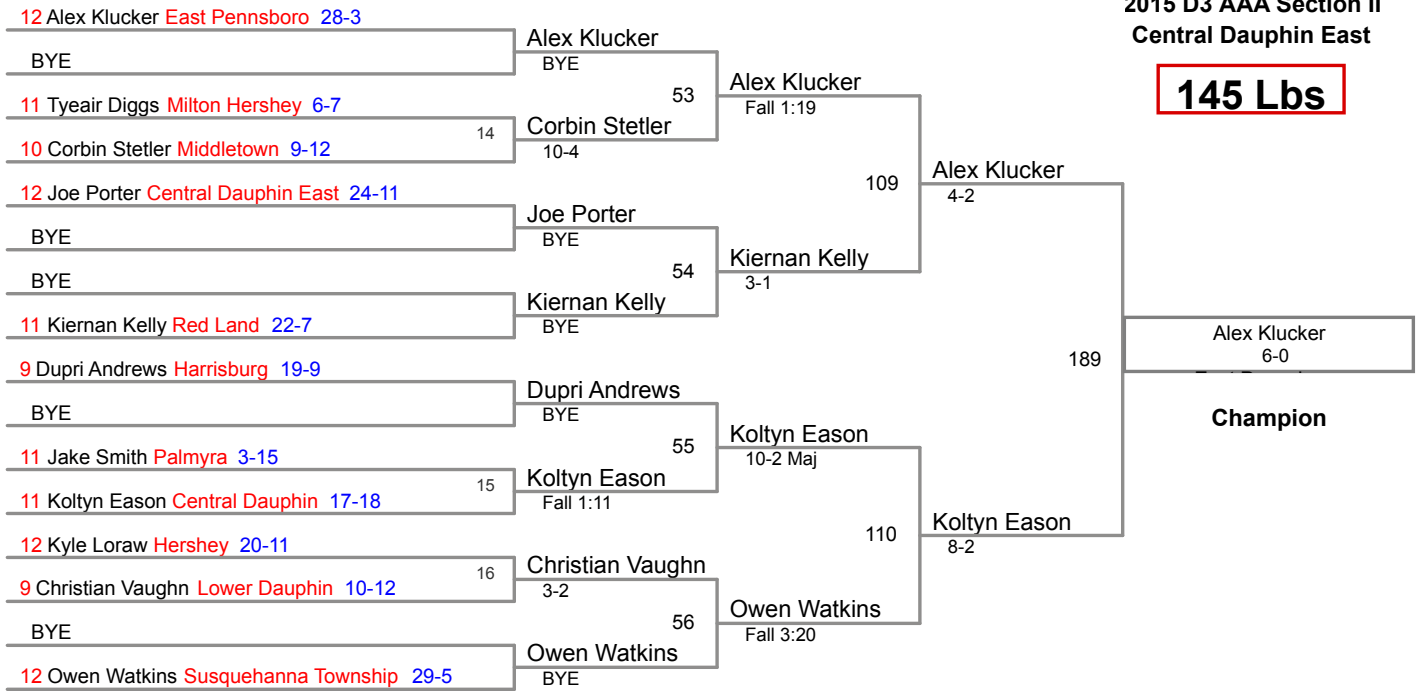 2015 D3 AAA Section II
Central Dauphin East
145 Lbs
12 Alex Klucker East Pennsboro 28-3
BYE
11 Tyeair Diggs Milton Hershey 6-7
10 Corbin Stetler Middletown 9-12
12 Joe Porter Central Dauphin East 24-11
BYE
BYE
11 Kiernan Kelly Red Land 22-7
9 Dupri Andrews Harrisburg 19-9
BYE
11 Jake Smith Palmyra 3-15
11 Koltyn Eason Central Dauphin 17-18
12 Kyle Loraw Hershey 20-11
9 Christian Vaughn Lower Dauphin 10-12
BYE
12 Owen Watkins Susquehanna Township 29-5
14
15
16
Alex Klucker
BYE
Corbin Stetler
10-4
Joe Porter
BYE
Kiernan Kelly
BYE
Dupri Andrews
BYE
Koltyn Eason
Fall 1:11
Christian Vaughn
3-2
Owen Watkins
BYE
53
54
55
56
Alex Klucker
Fall 1:19
Kiernan Kelly
3-1
Koltyn Eason
10-2 Maj
Owen Watkins
Fall 3:20
109
110
Alex Klucker
4-2
Koltyn Eason
8-2
189
Alex Klucker
6-0
Champion